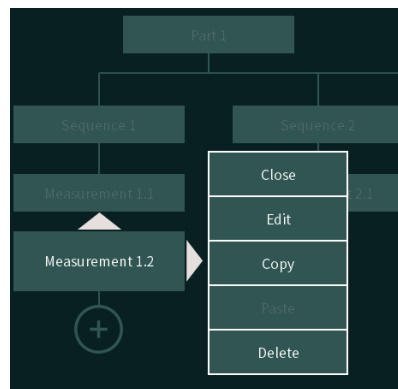 Part 1
Sequence 1
Sequence 2
Measurement 1.1
2.1
Measurement 1.2
Close
Edit
Copy
Paste
Delete